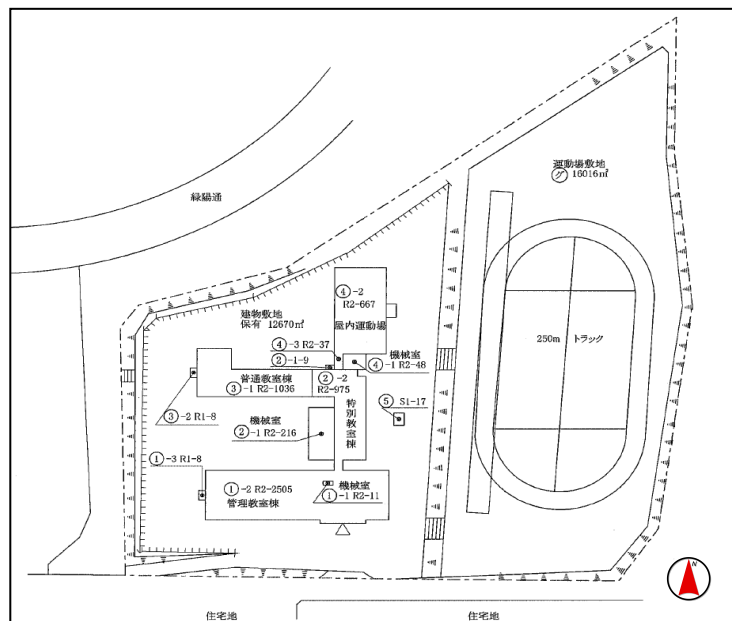 緑陽通
運動場敷地
グ 16016㎡
250m トラック
建物敷地
保有 12670㎡
④-2
R2-667
屋内運動場
④-3 R2-37
②-1-9
機械室
④-1 R2-48
普通教室棟
③-1 R2-1036
②-2
R2-975
特別教室棟
⑤ S1-17
③-2 R1-8
機械室
②-1 R2-216
①-3 R1-8
①-2 R2-2505
管理教室棟
機械室
①-1 R2-11
住宅地
住宅地